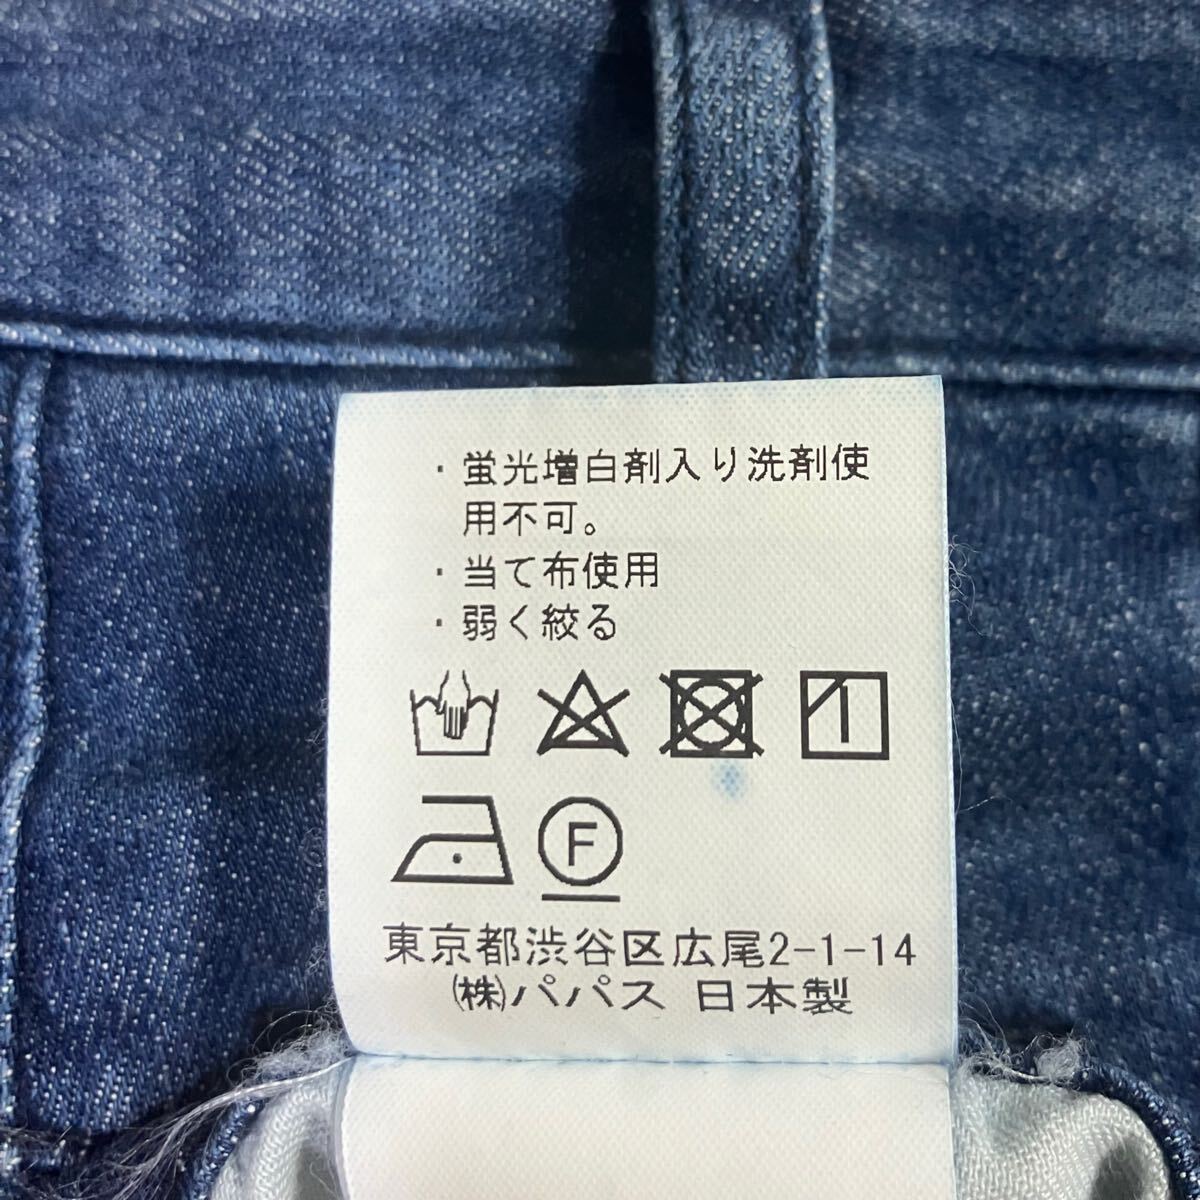 ・蛍光増白剤入り洗剤使
用不可。
・当て布使用
・弱く絞る
F
東京都渋谷区広尾2-1-14
㈱パパス 日本製